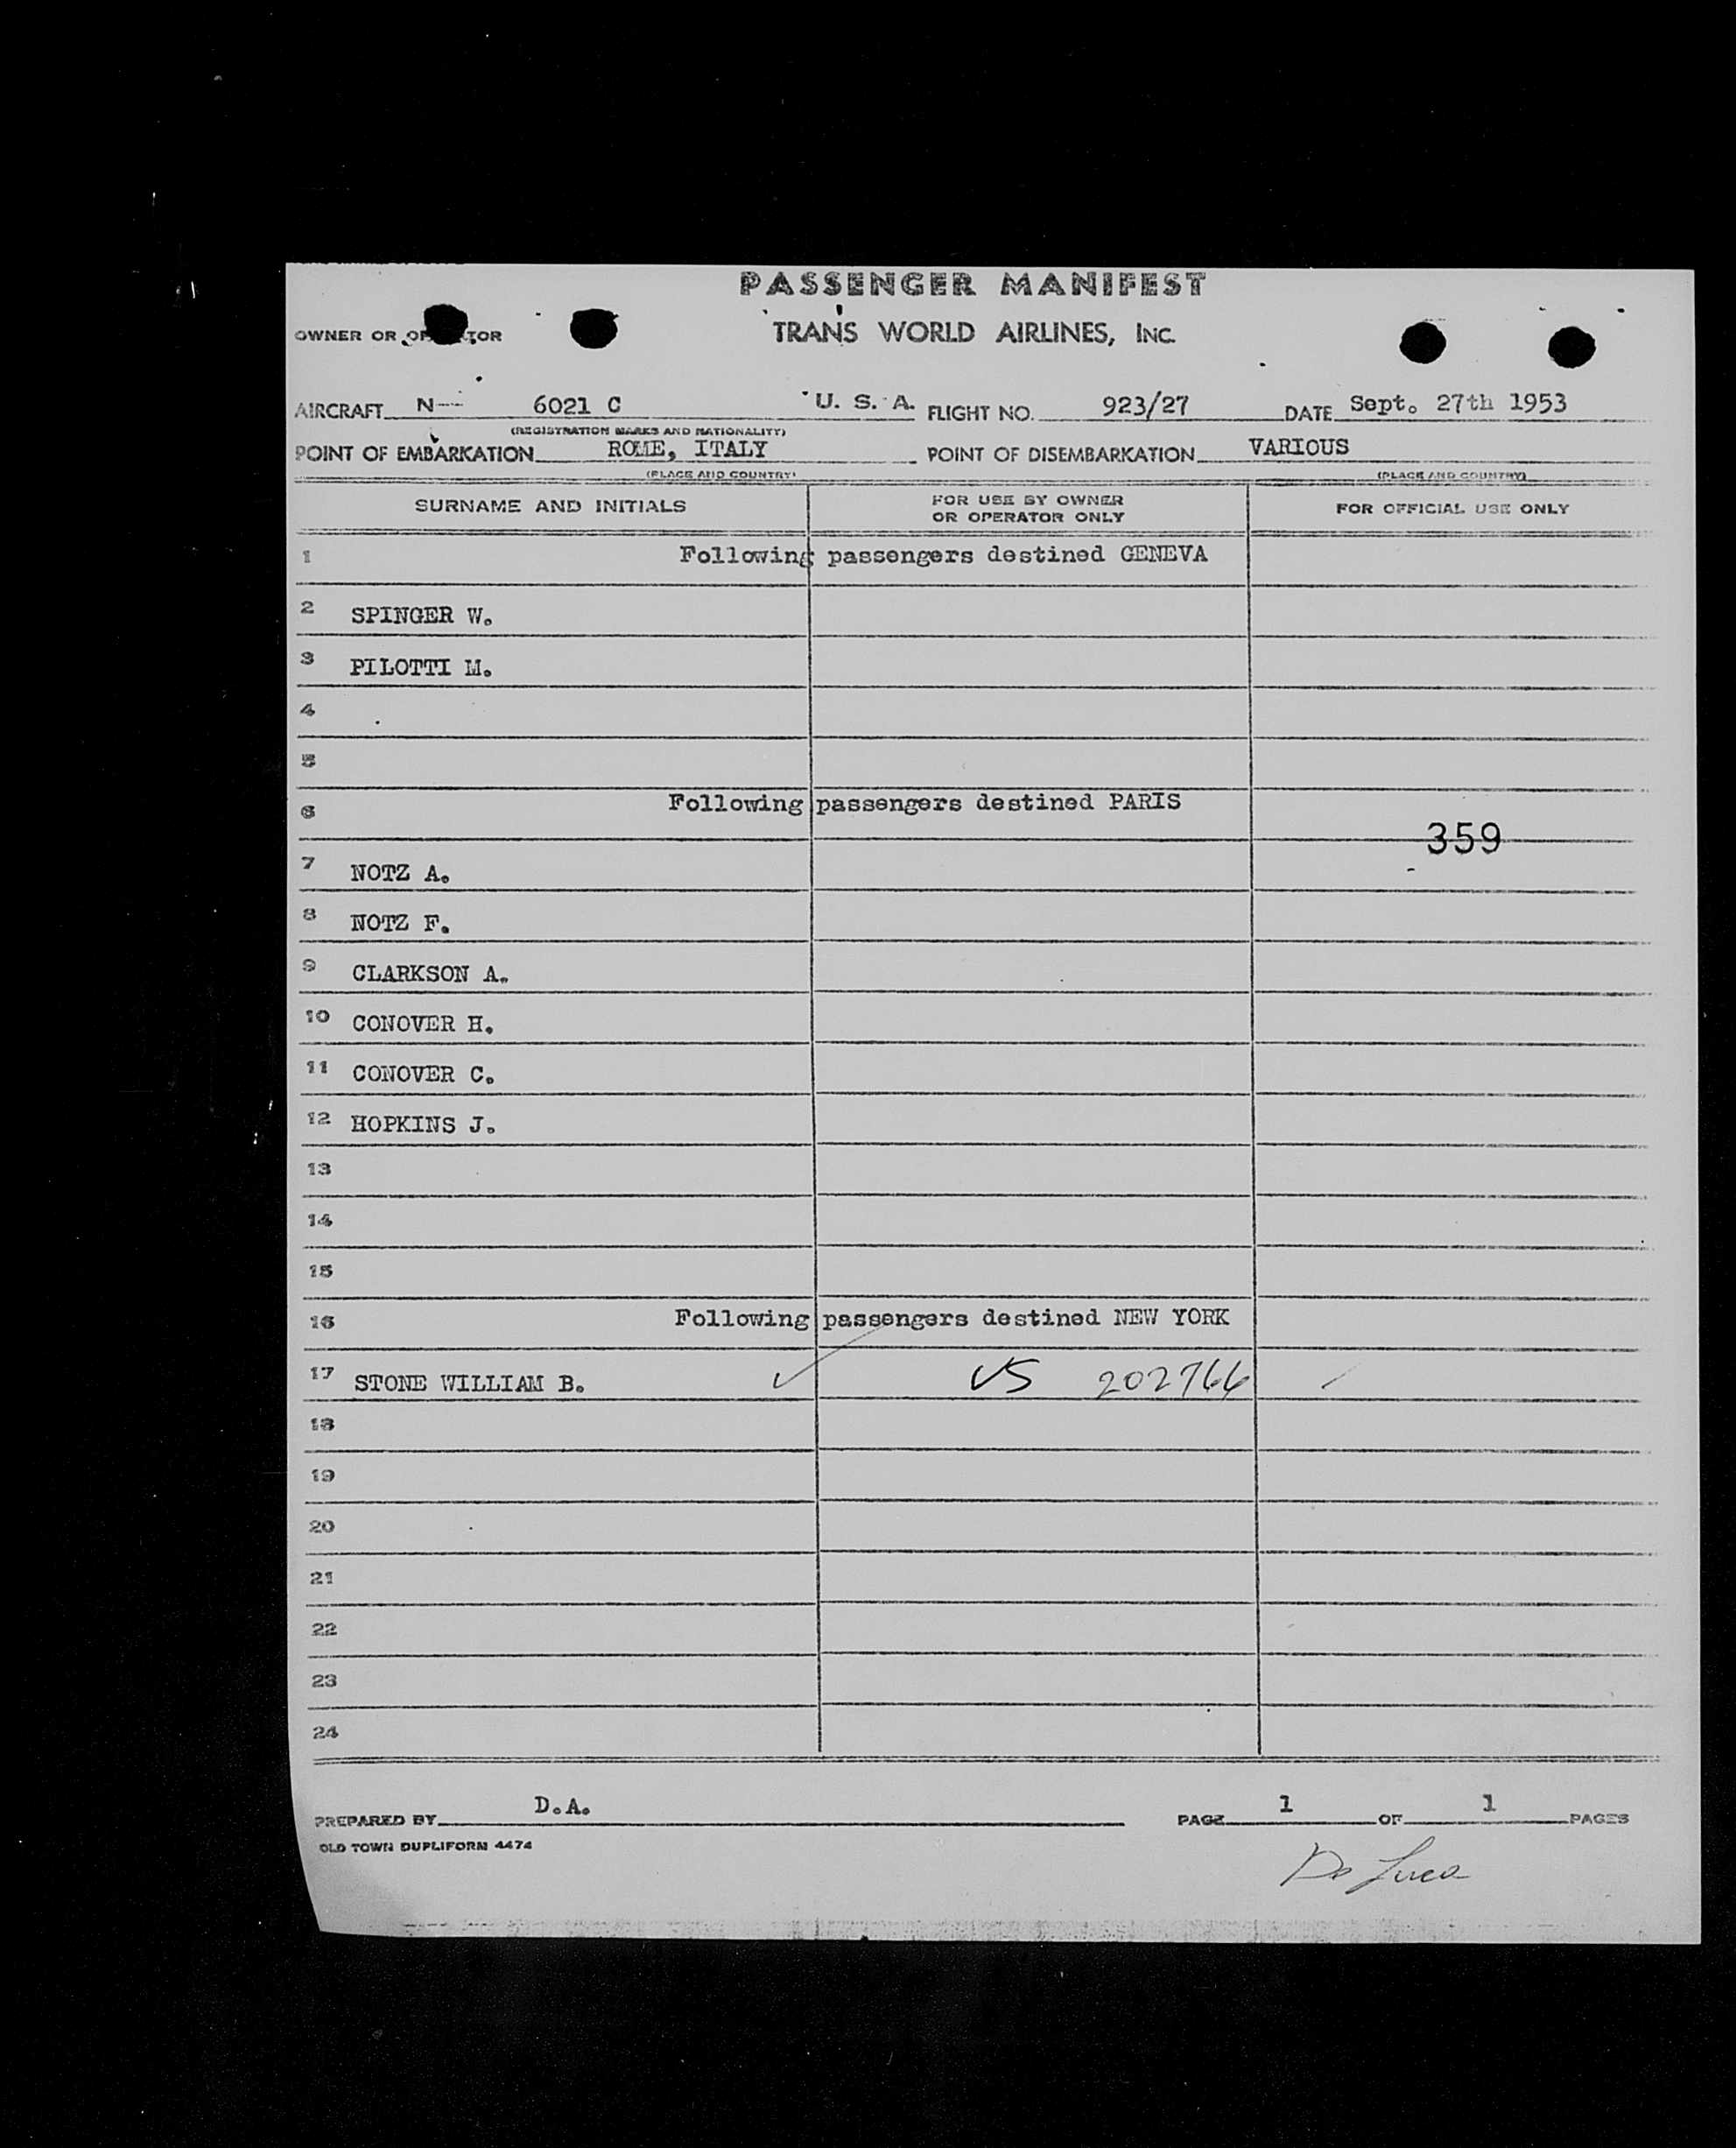 PASSENGER MANIFEST
OWNER OR OPERATOR TRANS WORLD AIRLINES, INC.
AIRCRAFT N- 6021 C U. S. A. FLIGHT NO. 923/27 DATE Sept. 27th 1953
(REGISTRATION MARKS AND NATIONALITY)
POINT OF EMBARKATION ROME, ITALY POINT OF DISEMBARKATION VARIOUS
(PLACE AND COUNTRY) (PLACE AND COUNTRY)
SURNAME AND INITIALS FOR USE BY OWNER OR OPERATOR ONLY FOR OFFICIAL USE ONLY
1 Following passengers destined GENEVA
2 SPINGER W.
3 PILOTTI M.
4
5
6 Following passengers destined PARIS
359
7 NOTZ A.
8 NOTZ F.
9 CLARKSON A.
10 CONOVER H.
11 CONOVER C.
12 HOPKINS J.
13
14
15
16 Following passengers destined NEW YORK
17 STONE WILLIAM B. ✓ US 202766
18
19
20
21
22
23
24
PREPARED BY D.A. PAGE 1 OF 1 PAGES
OLD TOWN DUPLIFORM 4474
De Luca